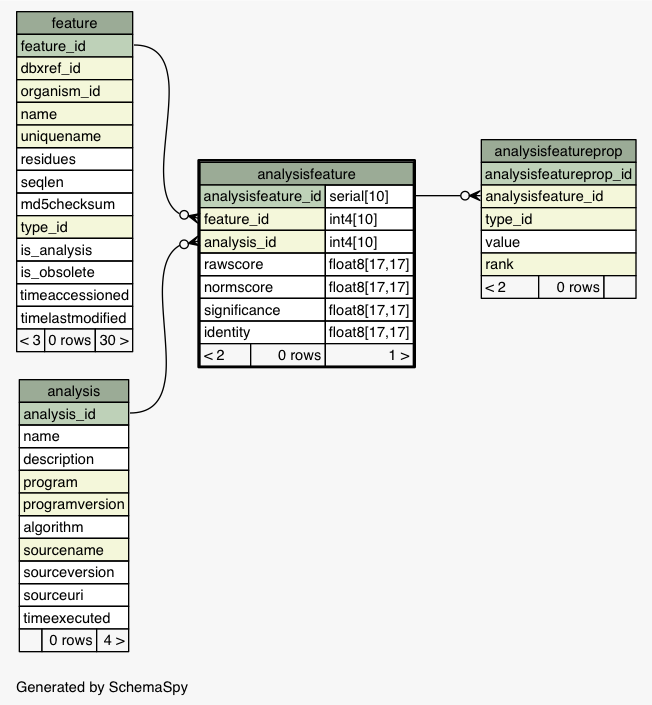 feature
feature_id
dbxref_id
organism_id
name
uniquename
residues
seqlen
md5checksum
type_id
is_analysis
is_obsolete
timeaccessioned
timelastmodified
< 3 0 rows 30 >
analysis
analysis_id
name
description
program
programversion
algorithm
sourcename
sourceversion
sourceuri
timeexecuted
0 rows 4 >
analysisfeature
analysisfeature_id serial[10]
feature_id int4[10]
analysis_id int4[10]
rawscore float8[17,17]
normscore float8[17,17]
significance float8[17,17]
identity float8[17,17]
< 2 0 rows 1 >
analysisfeatureprop
analysisfeatureprop_id
analysisfeature_id
type_id
value
rank
< 2 0 rows
Generated by SchemaSpy